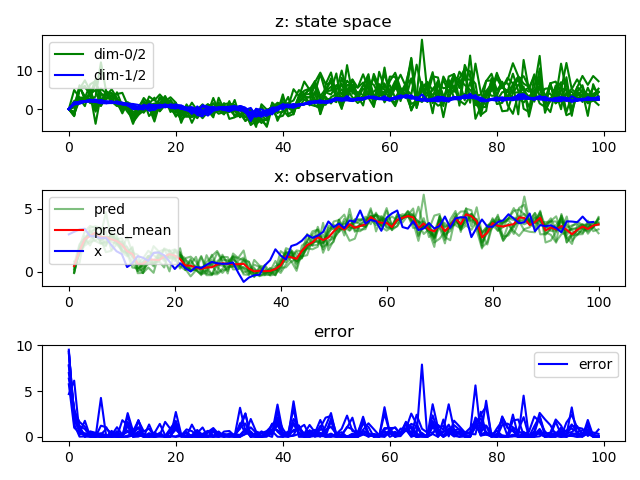 z: state space
dim-0/2
dim-1/2
10
0
0 20 40 60 80 100
x: observation
pred
pred_mean
x
5
0
0 20 40 60 80 100
error
error
10
5
0
0 20 40 60 80 100